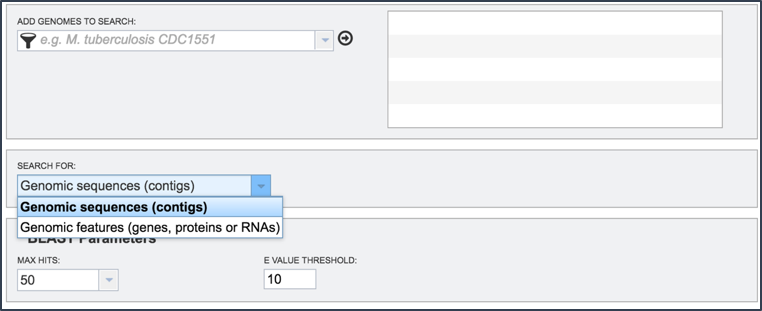 ADD GENOMES TO SEARCH:
e.g. M. tuberculosis CDC1551
SEARCH FOR:
Genomic sequences (contigs)
Genomic sequences (contigs)
Genomic features (genes, proteins or RNAs)
BLAST Parameters
MAX HITS: E VALUE THRESHOLD:
50 10